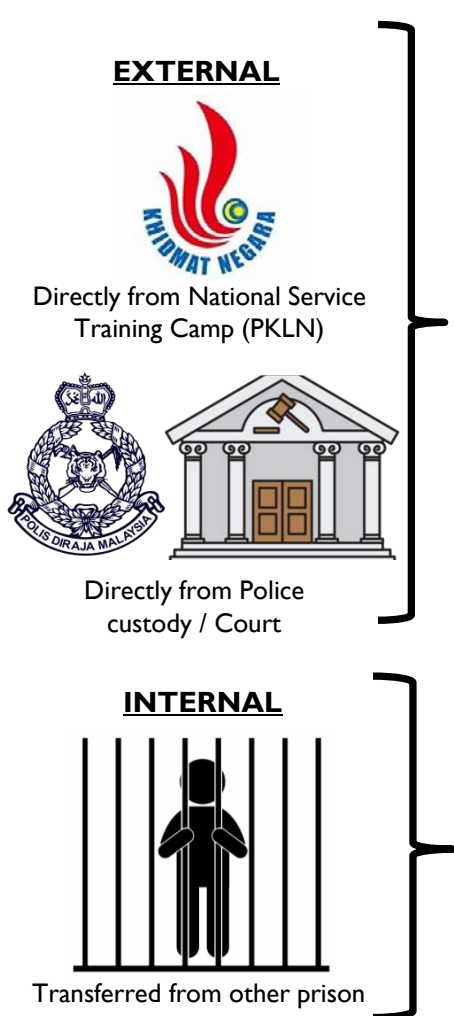 EXTERNAL
KHIDMAT NEGARA
Directly from National Service
Training Camp (PKLN)
POLIS DIRAJA MALAYSIA
Directly from Police
custody / Court
INTERNAL
Transferred from other prison